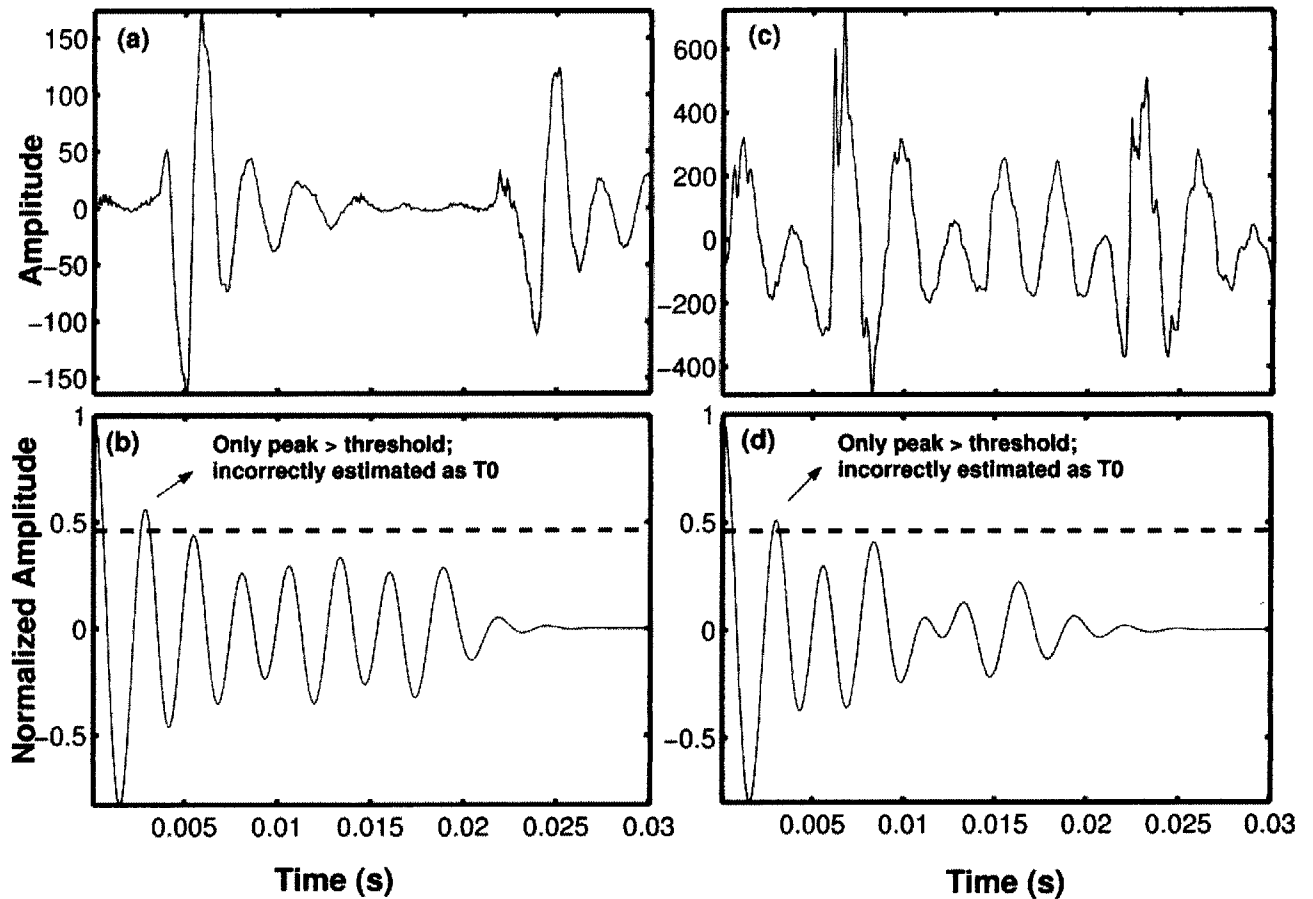 (a)
150
100
50
0
−50
−100
−150
Amplitude
(c)
600
400
200
0
−200
−400
(b)
Only peak > threshold;
incorrectly estimated as T0
1
0.5
0
−0.5
Normalized Amplitude
0.005 0.01 0.015 0.02 0.025 0.03
Time (s)
(d)
Only peak > threshold;
incorrectly estimated as T0
1
0.5
0
−0.5
0.005 0.01 0.015 0.02 0.025 0.03
Time (s)